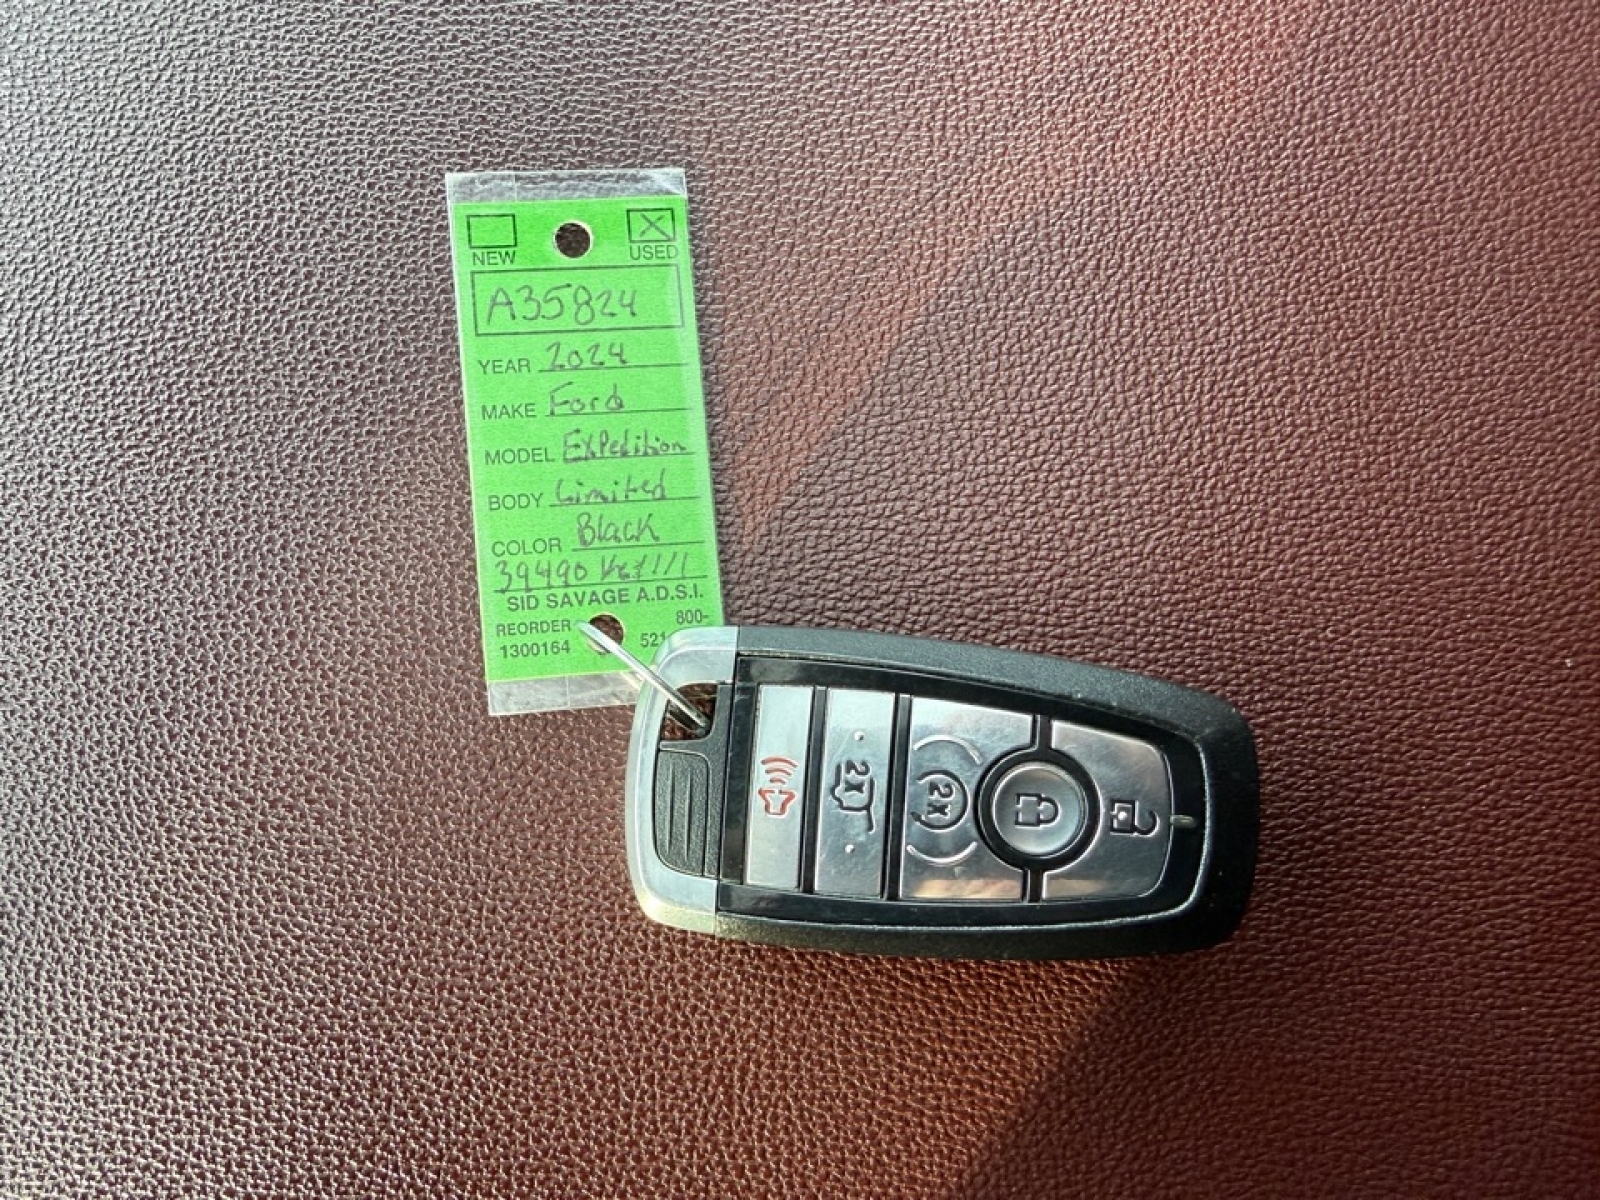 NEW USED
A35824
YEAR 2024
MAKE Ford
MODEL Expedition
BODY Limited
COLOR Black
39490
SID SAVAGE A.D.S.I.
REORDER 800-
1300164 521
2x
2x